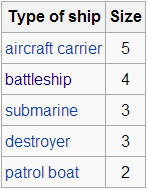 Type of ship Size
aircraft carrier 5
battleship 4
submarine 3
destroyer 3
patrol boat 2